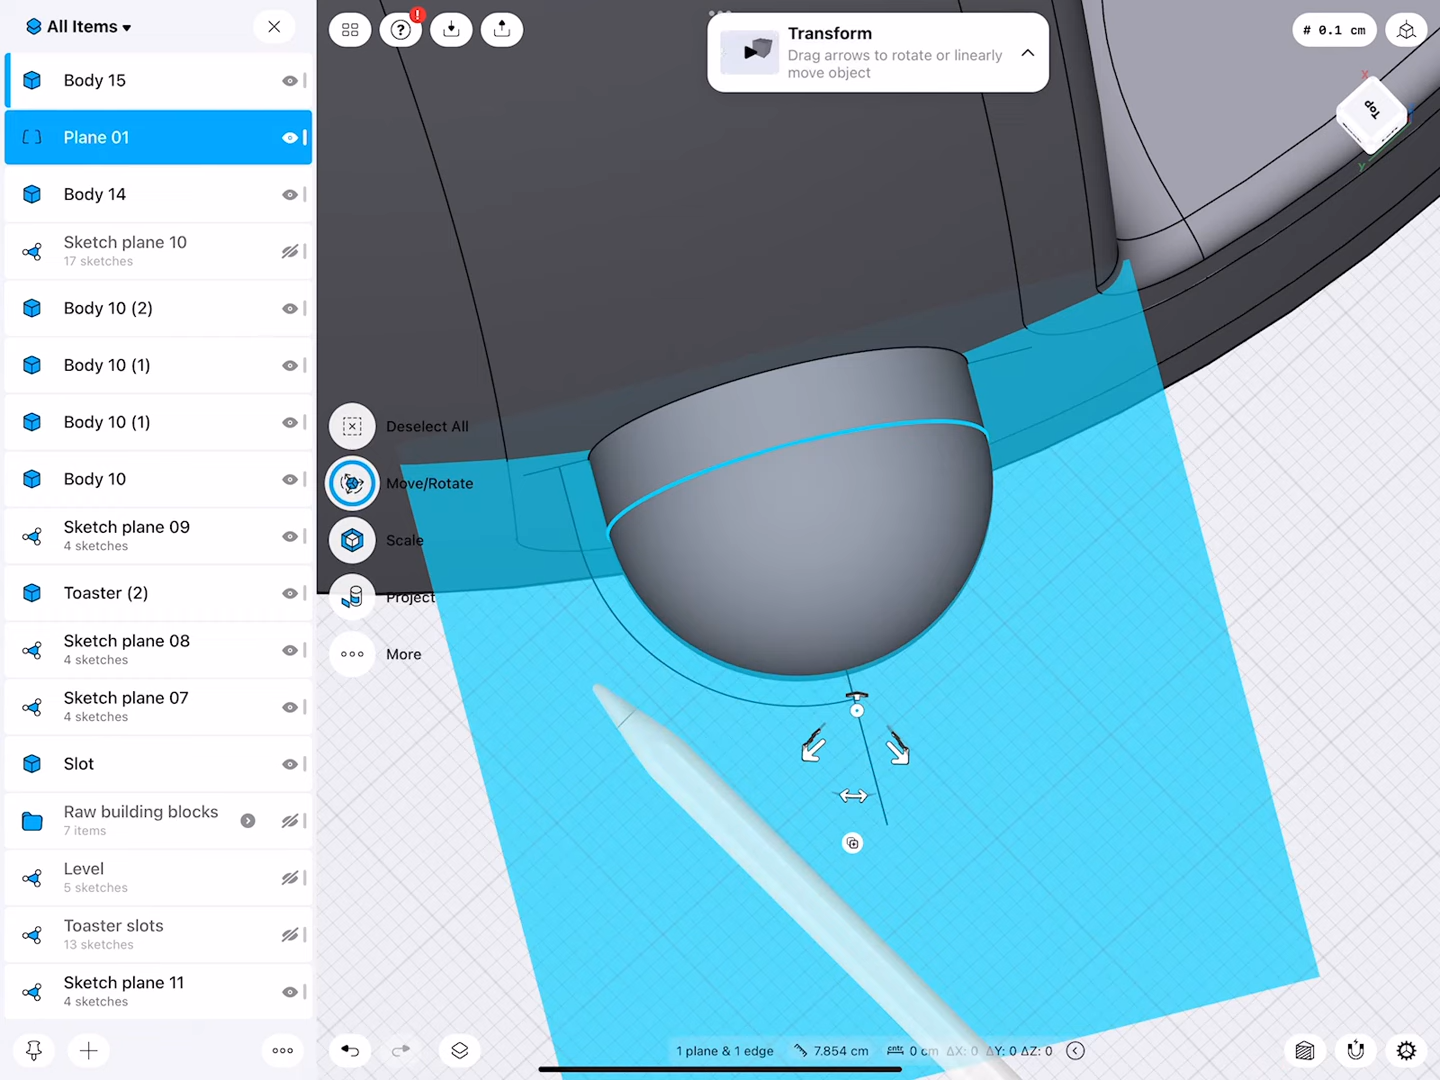 All Items
Body 15
Plane 01
Body 14
Sketch plane 10
17 sketches
Body 10 (2)
Body 10 (1)
Body 10 (1)
Body 10
Sketch plane 09
4 sketches
Toaster (2)
Sketch plane 08
4 sketches
Sketch plane 07
4 sketches
Slot
Raw building blocks
7 items
Level
5 sketches
Toaster slots
13 sketches
Sketch plane 11
4 sketches
Transform
Drag arrows to rotate or linearly
move object
# 0.1 cm
X
Top
Y
Deselect All
Move/Rotate
Scale
Project
More
1 plane & 1 edge 7.854 cm cntr 0 cm ΔX: 0 ΔY: 0 ΔZ: 0